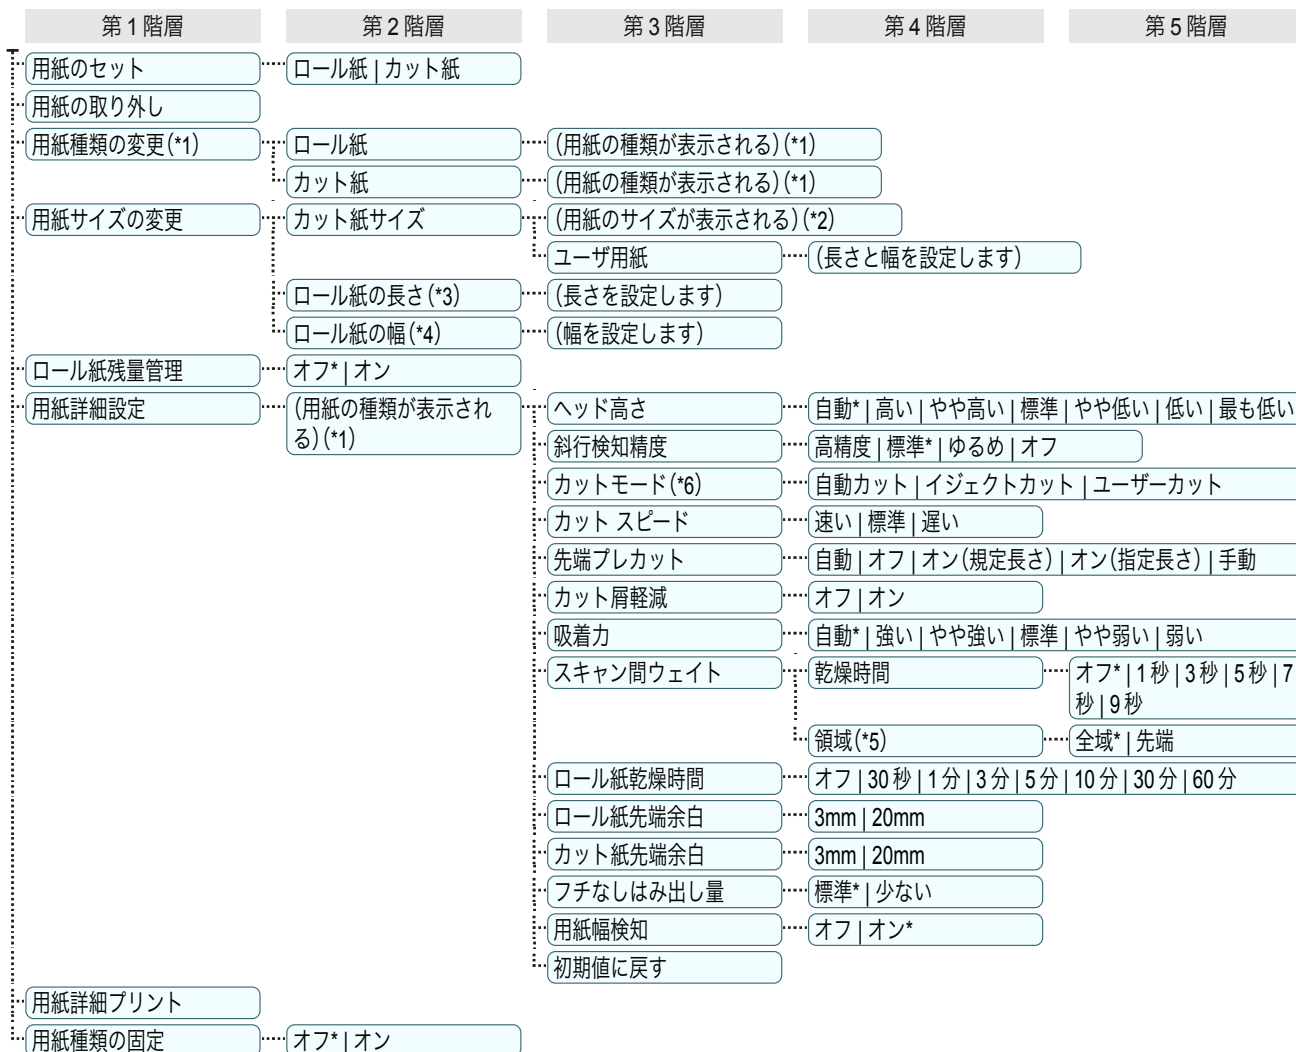 第1階層 第2階層 第3階層 第4階層 第5階層
用紙のセット ロール紙 | カット紙
用紙の取り外し
用紙種類の変更(*1) ロール紙 (用紙の種類が表示される)(*1)
カット紙 (用紙の種類が表示される)(*1)
用紙サイズの変更 カット紙サイズ (用紙のサイズが表示される)(*2)
ユーザ用紙 (長さと幅を設定します)
ロール紙の長さ(*3) (長さを設定します)
ロール紙の幅(*4) (幅を設定します)
ロール紙残量管理 オフ* | オン
用紙詳細設定 (用紙の種類が表示され ヘッド高さ 自動* | 高い | やや高い | 標準 | やや低い | 低い | 最も低い
る)(*1) 斜行検知精度 高精度 | 標準* | ゆるめ | オフ
カットモード(*6) 自動カット | イジェクトカット | ユーザーカット
カット スピード 速い | 標準 | 遅い
先端プレカット 自動 | オフ | オン(規定長さ) | オン(指定長さ) | 手動
カット屑軽減 オフ | オン
吸着力 自動* | 強い | やや強い | 標準 | やや弱い | 弱い
スキャン間ウェイト 乾燥時間 オフ* | 1秒 | 3秒 | 5秒 | 7
秒 | 9秒
領域(*5) 全域* | 先端
ロール紙乾燥時間 オフ | 30秒 | 1分 | 3分 | 5分 | 10分 | 30分 | 60分
ロール紙先端余白 3mm | 20mm
カット紙先端余白 3mm | 20mm
フチなしはみ出し量 標準* | 少ない
用紙幅検知 オフ | オン*
初期値に戻す
用紙詳細プリント
用紙種類の固定 オフ* | オン